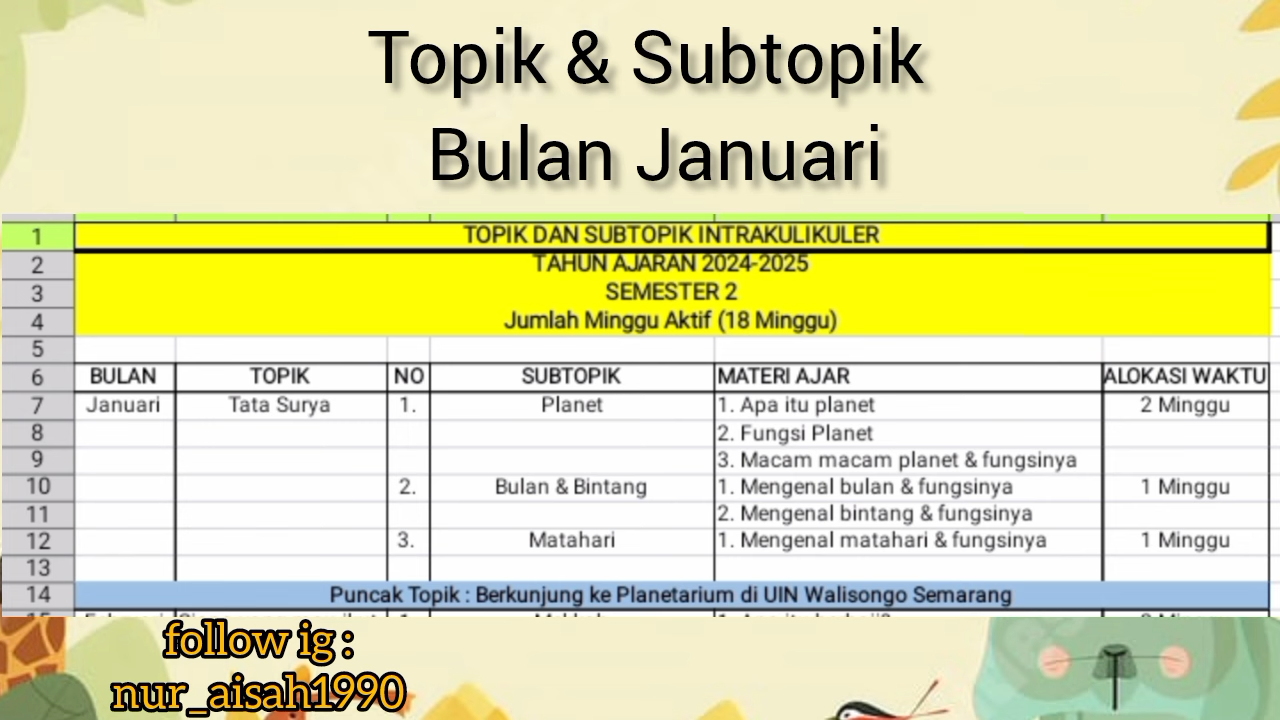 Topik & Subtopik
Bulan Januari
1 TOPIK DAN SUBTOPIK INTRAKULIKULER
2 TAHUN AJARAN 2024-2025
3 SEMESTER 2
4 Jumlah Minggu Aktif (18 Minggu)
5
6 BULAN TOPIK NO SUBTOPIK MATERI AJAR ALOKASI WAKTU
7 Januari Tata Surya 1. Planet 1. Apa itu planet 2 Minggu
8 2. Fungsi Planet
9 3. Macam macam planet & fungsinya
10 2. Bulan & Bintang 1. Mengenal bulan & fungsinya 1 Minggu
11 2. Mengenal bintang & fungsinya
12 3. Matahari 1. Mengenal matahari & fungsinya 1 Minggu
13
14 Puncak Topik : Berkunjung ke Planetarium di UIN Walisongo Semarang
follow ig :
nur_aisah1990